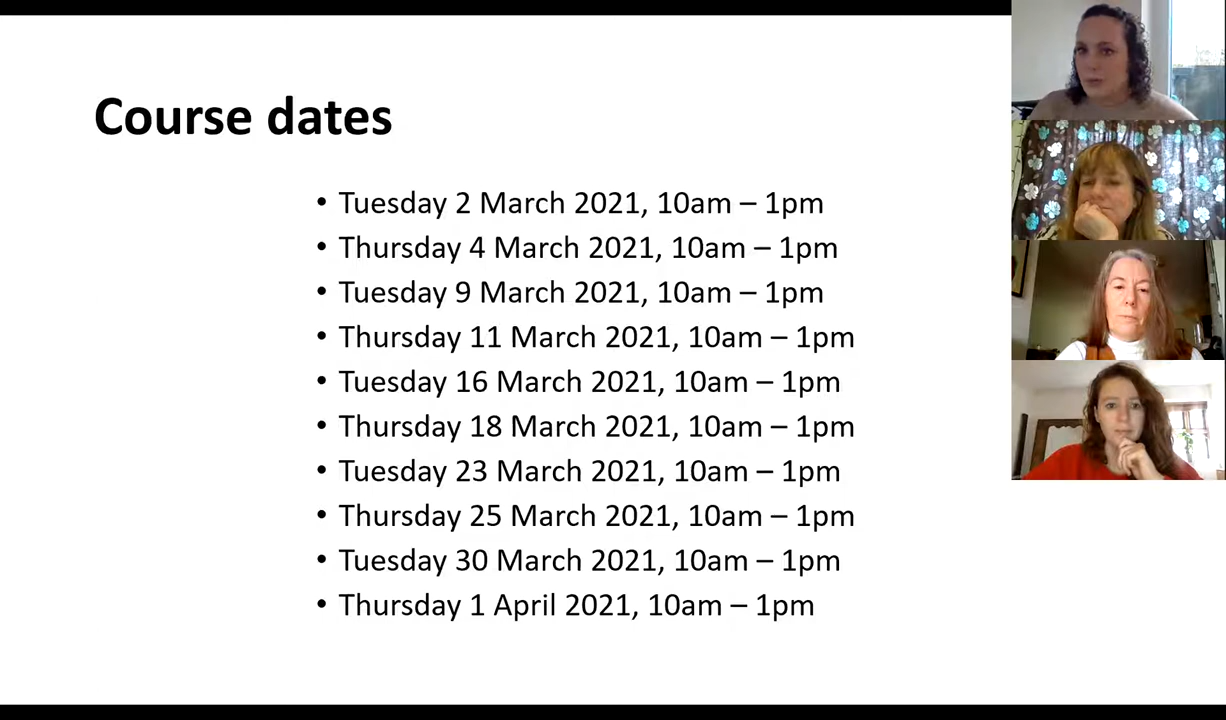 Course dates
• Tuesday 2 March 2021, 10am – 1pm
• Thursday 4 March 2021, 10am – 1pm
• Tuesday 9 March 2021, 10am – 1pm
• Thursday 11 March 2021, 10am – 1pm
• Tuesday 16 March 2021, 10am – 1pm
• Thursday 18 March 2021, 10am – 1pm
• Tuesday 23 March 2021, 10am – 1pm
• Thursday 25 March 2021, 10am – 1pm
• Tuesday 30 March 2021, 10am – 1pm
• Thursday 1 April 2021, 10am – 1pm